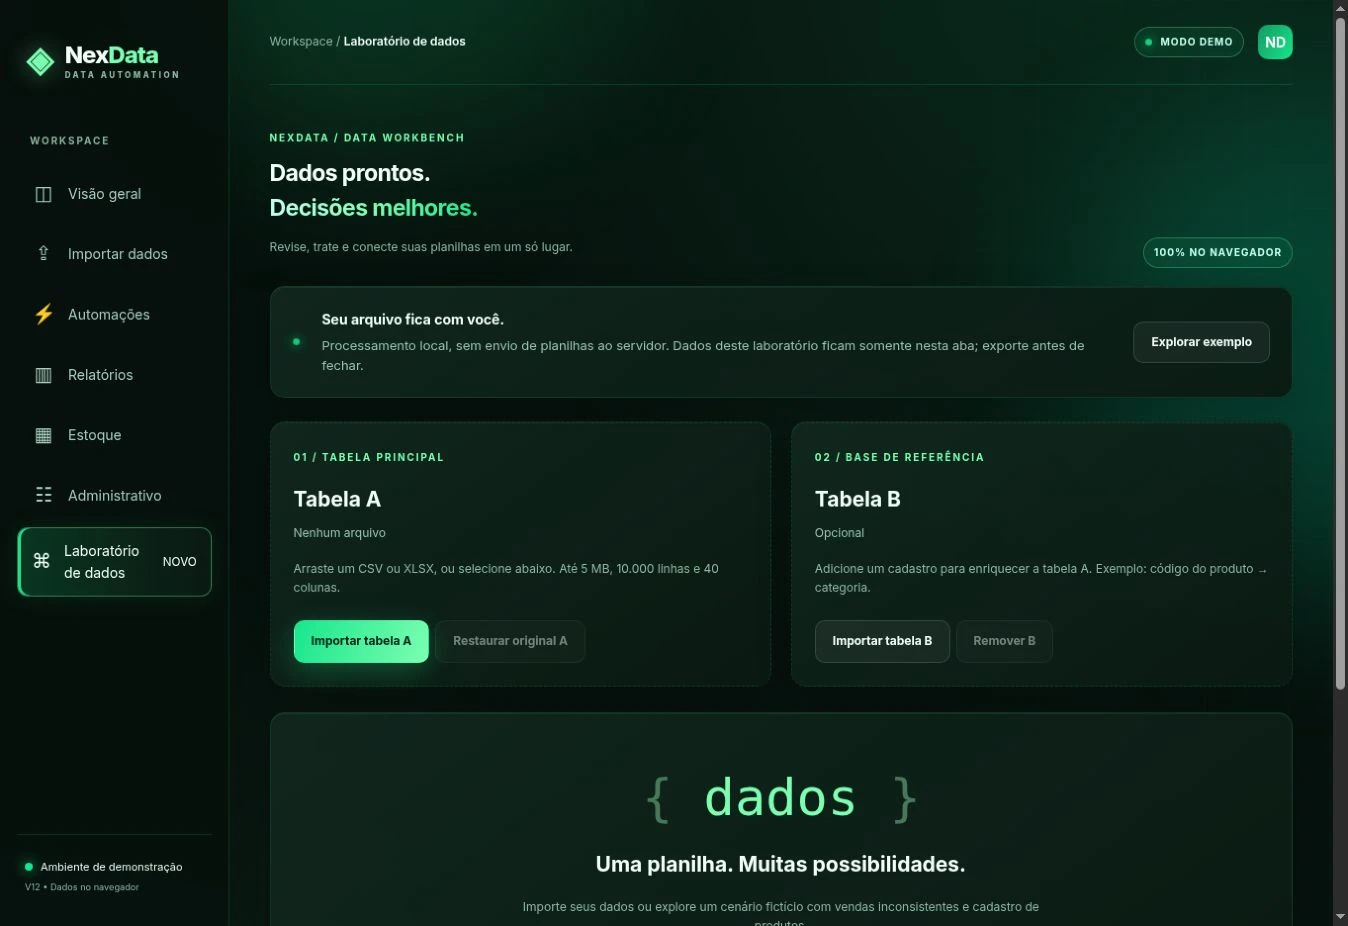 NexData
DATA AUTOMATION
WORKSPACE
Visão geral
Importar dados
Automações
Relatórios
Estoque
Administrativo
Laboratório
de dados
NOVO
Ambiente de demonstração
V12 • Dados no navegador
Workspace / Laboratório de dados
MODO DEMO
ND
NEXDATA / DATA WORKBENCH
Dados prontos.
Decisões melhores.
Revise, trate e conecte suas planilhas em um só lugar.
100% NO NAVEGADOR
Seu arquivo fica com você.
Processamento local, sem envio de planilhas ao servidor. Dados deste laboratório ficam somente nesta aba; exporte antes de
fechar.
Explorar exemplo
01 / TABELA PRINCIPAL
Tabela A
Nenhum arquivo
Arraste um CSV ou XLSX, ou selecione abaixo. Até 5 MB, 10.000 linhas e 40
colunas.
Importar tabela A
Restaurar original A
02 / BASE DE REFERÊNCIA
Tabela B
Opcional
Adicione um cadastro para enriquecer a tabela A. Exemplo: código do produto →
categoria.
Importar tabela B
Remover B
{ dados }
Uma planilha. Muitas possibilidades.
Importe seus dados ou explore um cenário fictício com vendas inconsistentes e cadastro de
produtos.